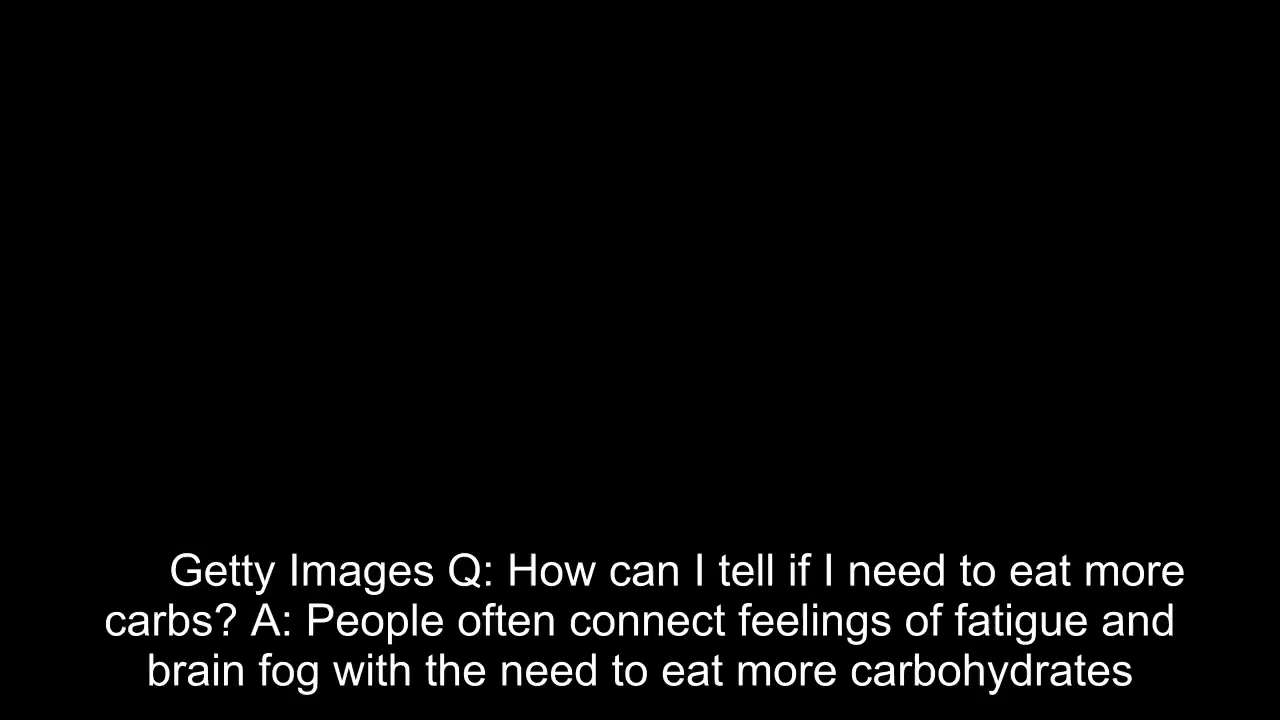 Getty Images Q: How can I tell if I need to eat more
carbs? A: People often connect feelings of fatigue and
brain fog with the need to eat more carbohydrates